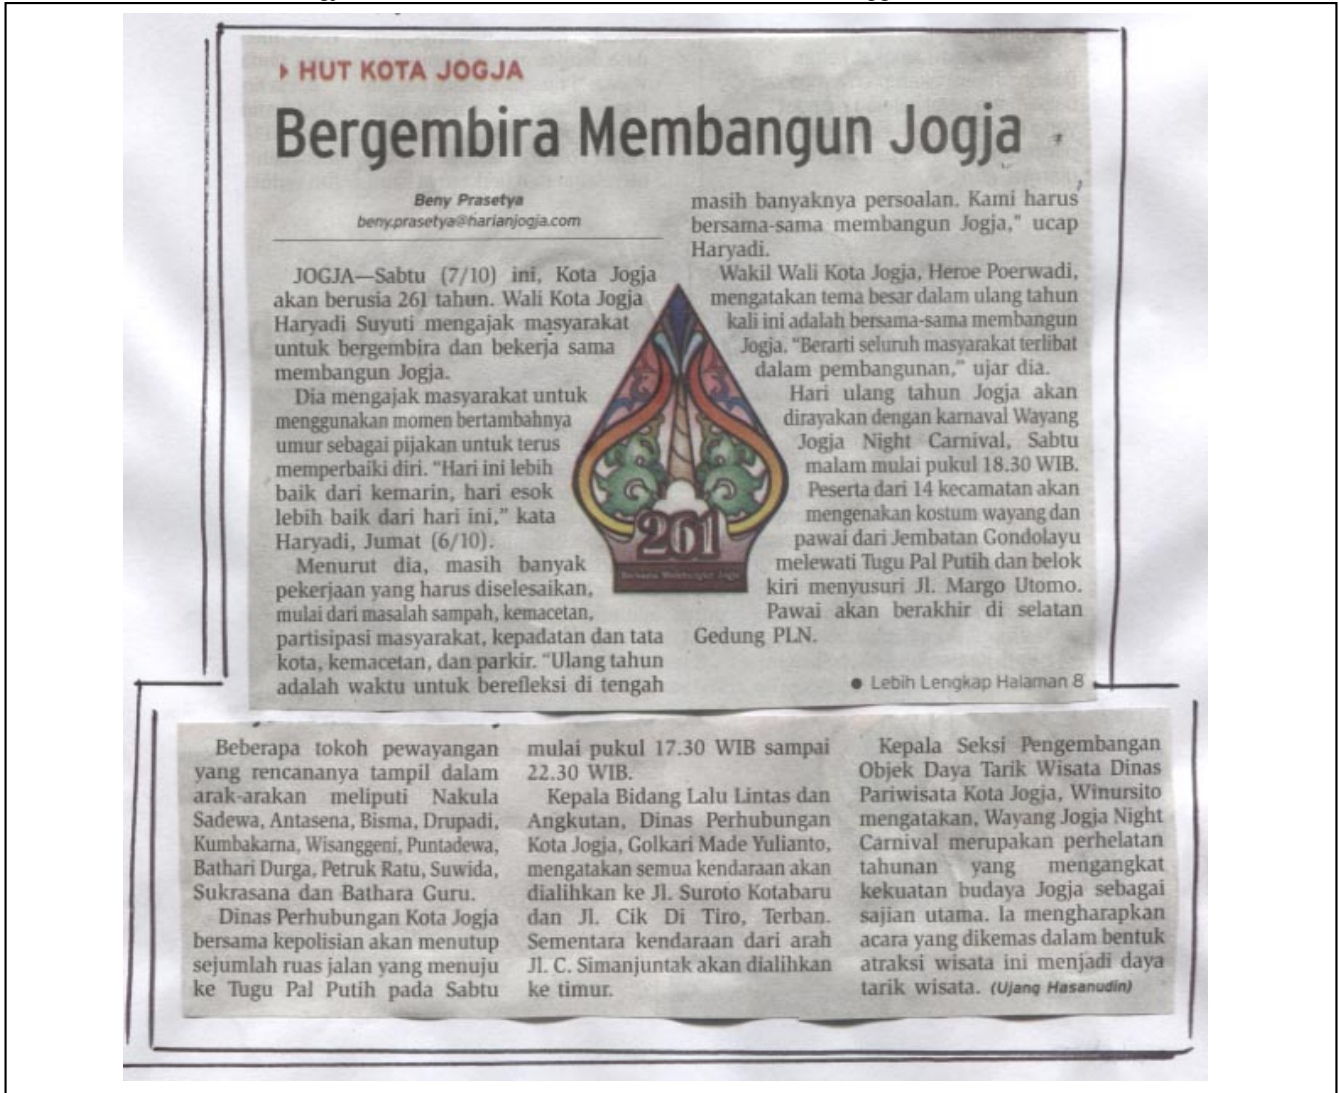 HUT KOTA JOGJA
Bergembira Membangun Jogja
Beny Prasetya
beny.prasetya@harianjogja.com
JOGJA—Sabtu (7/10) ini, Kota Jogja
akan berusia 261 tahun. Wali Kota Jogja
Haryadi Suyuti mengajak masyarakat
untuk bergembira dan bekerja sama
membangun Jogja.
Dia mengajak masyarakat untuk
menggunakan momen bertambahnya
umur sebagai pijakan untuk terus
memperbaiki diri. "Hari ini lebih
baik dari kemarin, hari esok
lebih baik dari hari ini," kata
Haryadi, Jumat (6/10).
Menurut dia, masih banyak
pekerjaan yang harus diselesaikan,
mulai dari masalah sampah, kemacetan,
partisipasi masyarakat, kepadatan dan tata
kota, kemacetan, dan parkir. "Ulang tahun
adalah waktu untuk berefleksi di tengah
masih banyaknya persoalan. Kami harus
bersama-sama membangun Jogja," ucap
Haryadi.
Wakil Wali Kota Jogja, Heroe Poerwadi,
mengatakan tema besar dalam ulang tahun
kali ini adalah bersama-sama membangun
Jogja. "Berarti seluruh masyarakat terlibat
dalam pembangunan," ujar dia.
Hari ulang tahun Jogja akan
dirayakan dengan karnaval Wayang
Jogja Night Carnival, Sabtu
malam mulai pukul 18.30 WIB.
Peserta dari 14 kecamatan akan
mengenakan kostum wayang dan
pawai dari Jembatan Gondolayu
melewati Tugu Pal Putih dan belok
kiri menyusuri Jl. Margo Utomo.
Pawai akan berakhir di selatan
Gedung PLN.
261
Bersama Membangun Jogja
● Lebih Lengkap Halaman 8
Beberapa tokoh pewayangan
yang rencananya tampil dalam
arak-arakan meliputi Nakula
Sadewa, Antasena, Bisma, Drupadi,
Kumbakarna, Wisanggeni, Puntadewa,
Bathari Durga, Petruk Ratu, Suwida,
Sukrasana dan Bathara Guru.
Dinas Perhubungan Kota Jogja
bersama kepolisian akan menutup
sejumlah ruas jalan yang menuju
ke Tugu Pal Putih pada Sabtu
mulai pukul 17.30 WIB sampai
22.30 WIB.
Kepala Bidang Lalu Lintas dan
Angkutan, Dinas Perhubungan
Kota Jogja, Golkari Made Yulianto,
mengatakan semua kendaraan akan
dialihkan ke Jl. Suroto Kotabaru
dan Jl. Cik Di Tiro, Terban.
Sementara kendaraan dari arah
Jl. C. Simanjuntak akan dialihkan
ke timur.
Kepala Seksi Pengembangan
Objek Daya Tarik Wisata Dinas
Pariwisata Kota Jogja, Winursito
mengatakan, Wayang Jogja Night
Carnival merupakan perhelatan
tahunan yang mengangkat
kekuatan budaya Jogja sebagai
sajian utama. Ia mengharapkan
acara yang dikemas dalam bentuk
atraksi wisata ini menjadi daya
tarik wisata. (Ujang Hasanudin)